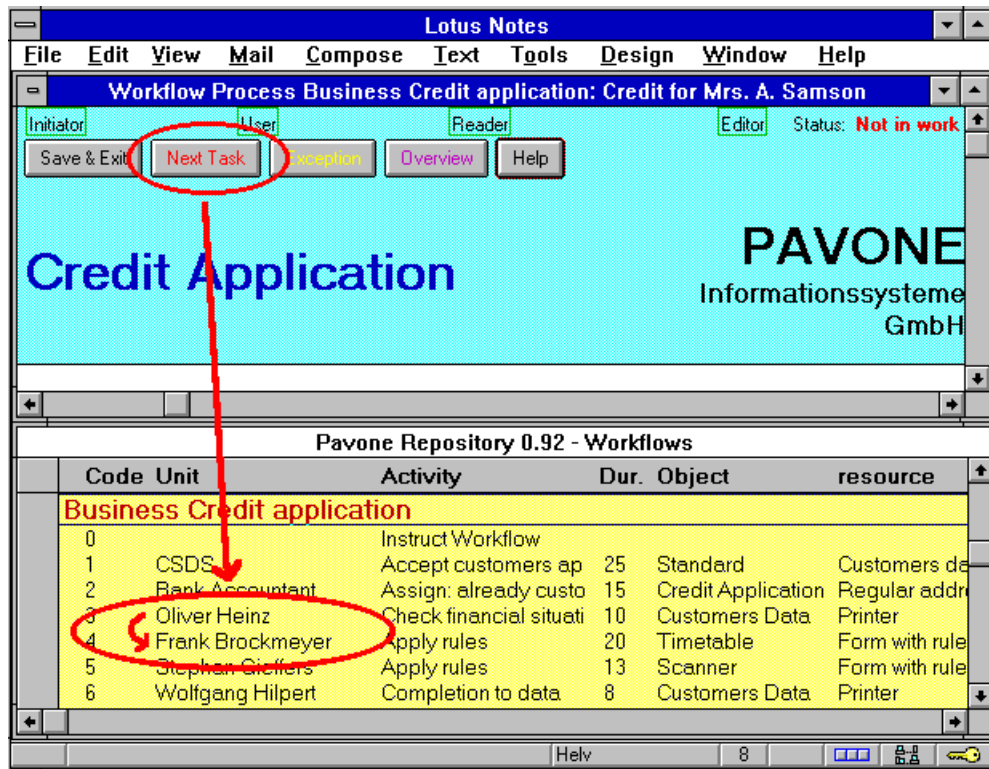 Lotus Notes
File Edit View Mail Compose Text Tools Design Window Help
Workflow Process Business Credit application: Credit for Mrs. A. Samson
Initiator User Reader Editor Status: Not in work
Save & Exit Next Task Exception Overview Help
Credit Application
PAVONE
Informationssysteme
GmbH
Pavone Repository 0.92 - Workflows
Code Unit Activity Dur. Object resource
Business Credit application
0 Instruct Workflow
1 CSDS Accept customers ap 25 Standard Customers da
2 Bank Accountant Assign: already custo 15 Credit Application Regular addr
3 Oliver Heinz Check financial situati 10 Customers Data Printer
4 Frank Brockmeyer Apply rules 20 Timetable Form with rule
5 Stephan Gieffers Apply rules 13 Scanner Form with rule
6 Wolfgang Hilpert Completion to data 8 Customers Data Printer
Helv 8